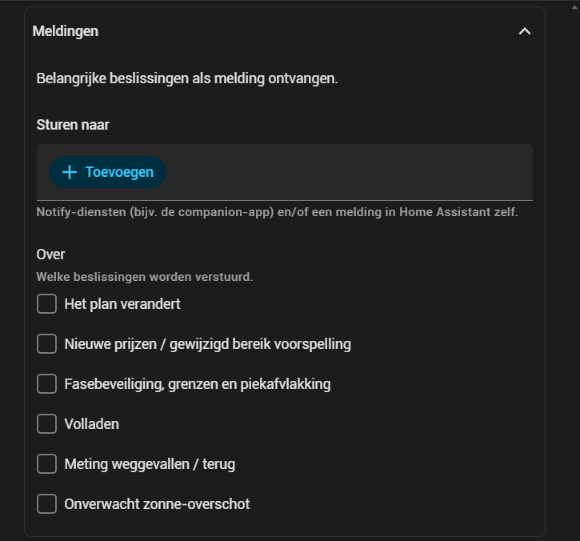 Meldingen
Belangrijke beslissingen als melding ontvangen.
Sturen naar
Toevoegen
Notify-diensten (bijv. de companion-app) en/of een melding in Home Assistant zelf.
Over
Welke beslissingen worden verstuurd.
Het plan verandert
Nieuwe prijzen / gewijzigd bereik voorspelling
Fasebeveiliging, grenzen en piekafvlakking
Volladen
Meting weggevallen / terug
Onverwacht zonne-overschot